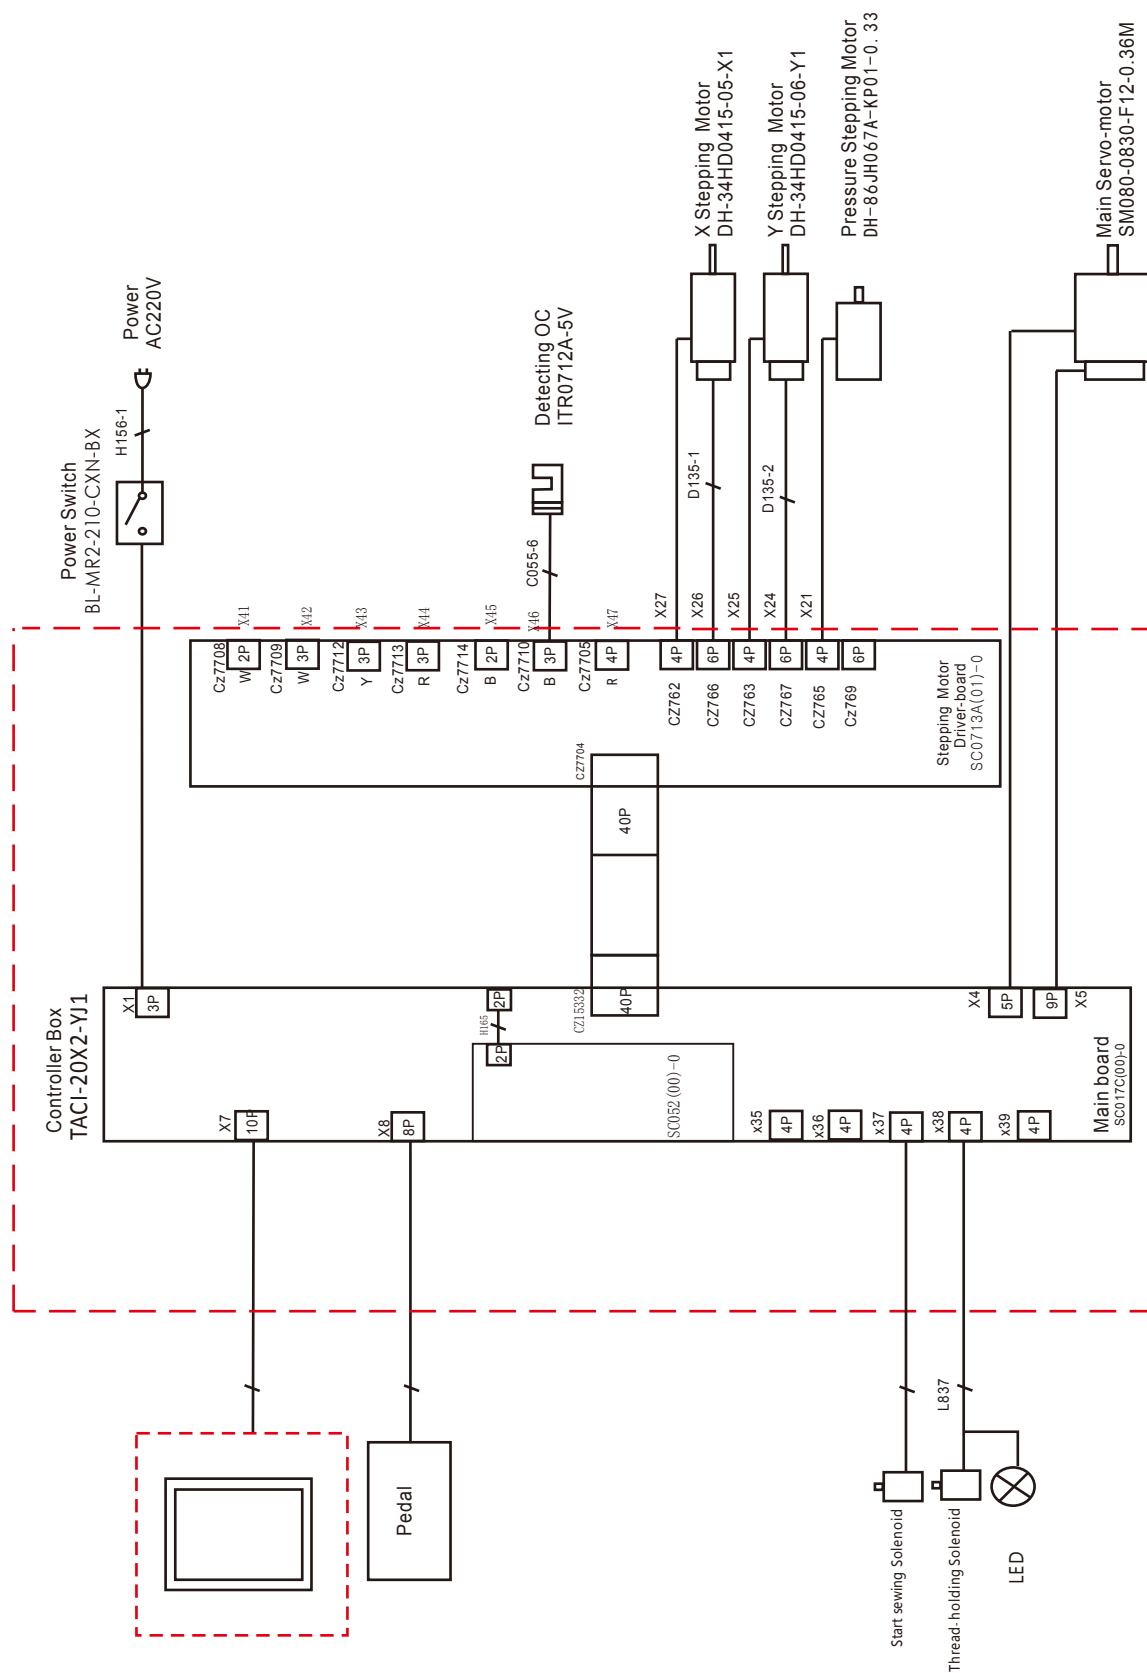 Controller Box
TACI-20X2-YJ1
Power Switch
BL-MR2-210-CXN-BX
H156-1
Power
AC220V
X1
3P
X7
10P
X8
8P
Pedal
H165
2P
2P
SC052(00)-0
CZ15332
40P
40P
CZ7704
Cz7708
W
2P
X41
Cz7709
W
3P
X42
Cz7712
Y
3P
X43
Cz7713
R
3P
X44
Cz7714
B
2P
X45
Cz7710
B
3P
X46
Cz7705
R
4P
X47
C055-6
Detecting OC
ITR0712A-5V
CZ762
4P
X27
CZ766
6P
X26
D135-1
X Stepping Motor
DH-34HD0415-05-X1
CZ763
4P
X25
CZ767
6P
X24
D135-2
Y Stepping Motor
DH-34HD0415-06-Y1
CZ765
4P
X21
Cz769
6P
Pressure Stepping Motor
DH-86JH067A-KP01-0.33
Stepping Motor
Driver-board
SC0713A(01)-0
x35
4P
x36
4P
x37
4P
x38
4P
x39
4P
X4
5P
9P
X5
Main board
SC017C(00)-0
Main Servo-motor
SM080-0830-F12-0.36M
L837
Start sewing Solenoid
Thread-holding Solenoid
LED